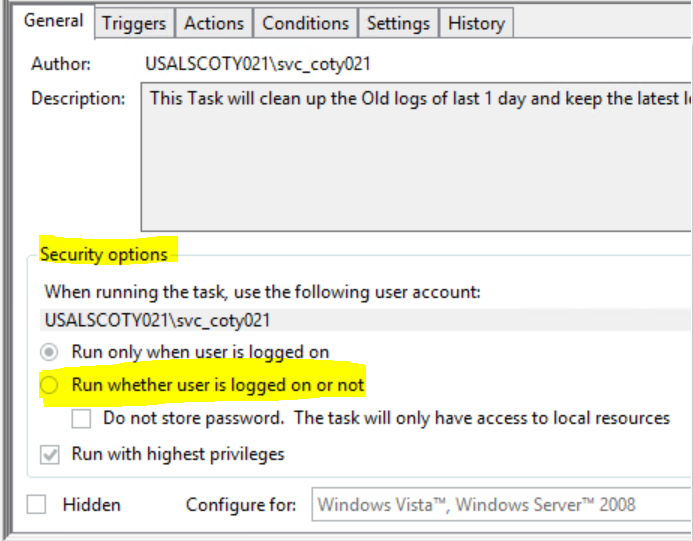 General Triggers Actions Conditions Settings History
Author: USALSCOTY021\svc_coty021
Description: This Task will clean up the Old logs of last 1 day and keep the latest
Security options
When running the task, use the following user account:
USALSCOTY021\svc_coty021
Run only when user is logged on
Run whether user is logged on or not
Do not store password. The task will only have access to local resources
Run with highest privileges
Hidden Configure for: Windows Vista™, Windows Server™ 2008